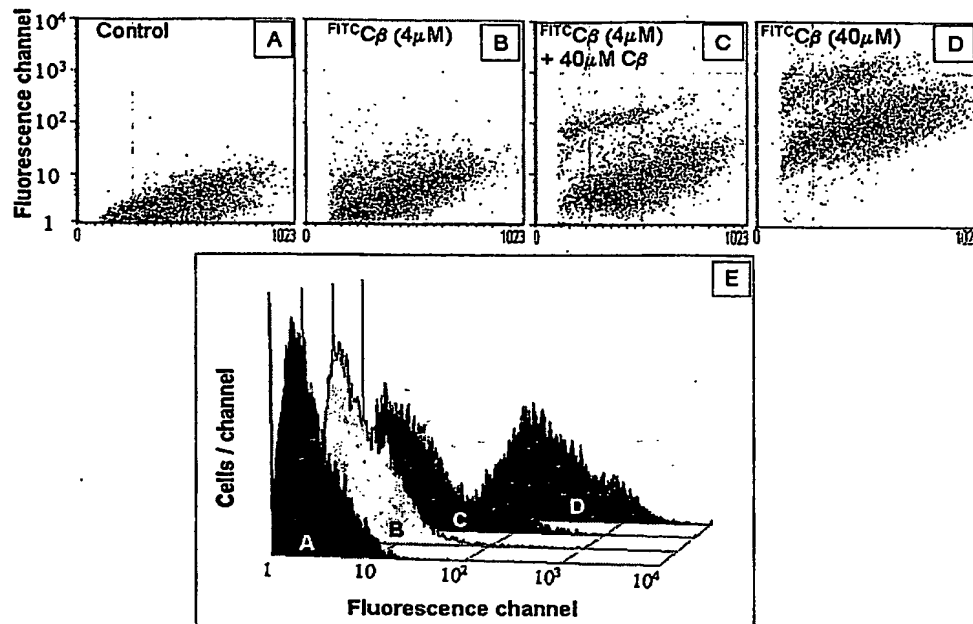 Fluorescence channel
10⁴
10³
10²
10
1
Control
A
0
1023
FITCCβ (4μM)
B
0
1023
FITCCβ (4μM)
+ 40μM Cβ
C
0
1023
FITCCβ (40μM)
D
0
102
E
Cells / channel
A
B
C
D
1
10
10²
10³
10⁴
Fluorescence channel